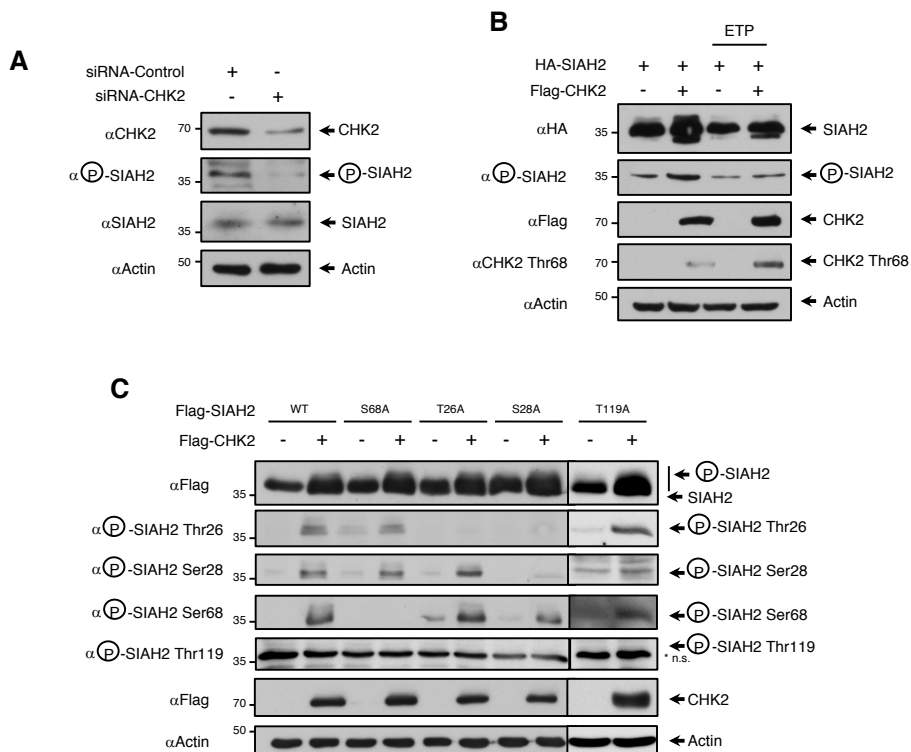 A
siRNA-Control + -
siRNA-CHK2 - +
αCHK2 70 CHK2
α P -SIAH2 35 P -SIAH2
αSIAH2 35 SIAH2
αActin 50 Actin
B
ETP
HA-SIAH2 + + + +
Flag-CHK2 - + - +
αHA 35 SIAH2
α P -SIAH2 35 P -SIAH2
αFlag 70 CHK2
αCHK2 Thr68 70 CHK2 Thr68
αActin 50 Actin
C
Flag-SIAH2 WT S68A T26A S28A T119A
Flag-CHK2 - + - + - + - + - +
αFlag 35 P -SIAH2
SIAH2
α P -SIAH2 Thr26 35 P -SIAH2 Thr26
α P -SIAH2 Ser28 35 P -SIAH2 Ser28
α P -SIAH2 Ser68 35 P -SIAH2 Ser68
α P -SIAH2 Thr119 35 P -SIAH2 Thr119
* n.s.
αFlag 70 CHK2
αActin 50 Actin